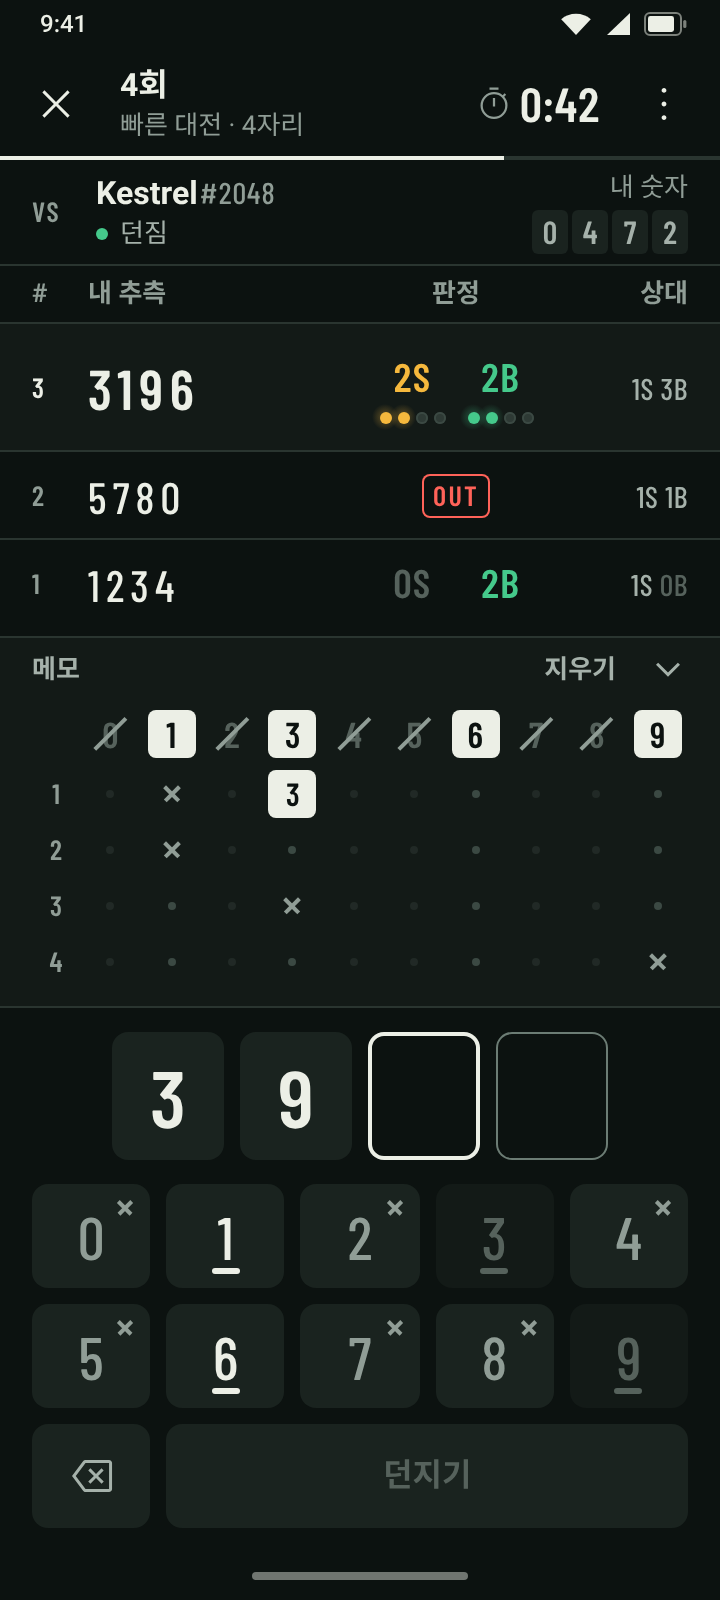 9:41
4회
빠른 대전 · 4자리
0:42
VS
Kestrel#2048
던짐
내 숫자
0 4 7 2
# 내 추측 판정 상대
3 3196 2S 2B 1S 3B
2 5780 OUT 1S 1B
1 1234 0S 2B 1S 0B
메모 지우기
0 1 2 3 4 5 6 7 8 9
1 × 3
2 ×
3 ×
4 ×
3 9
0 × 1 2 × 3 4 ×
5 × 6 7 × 8 × 9
던지기